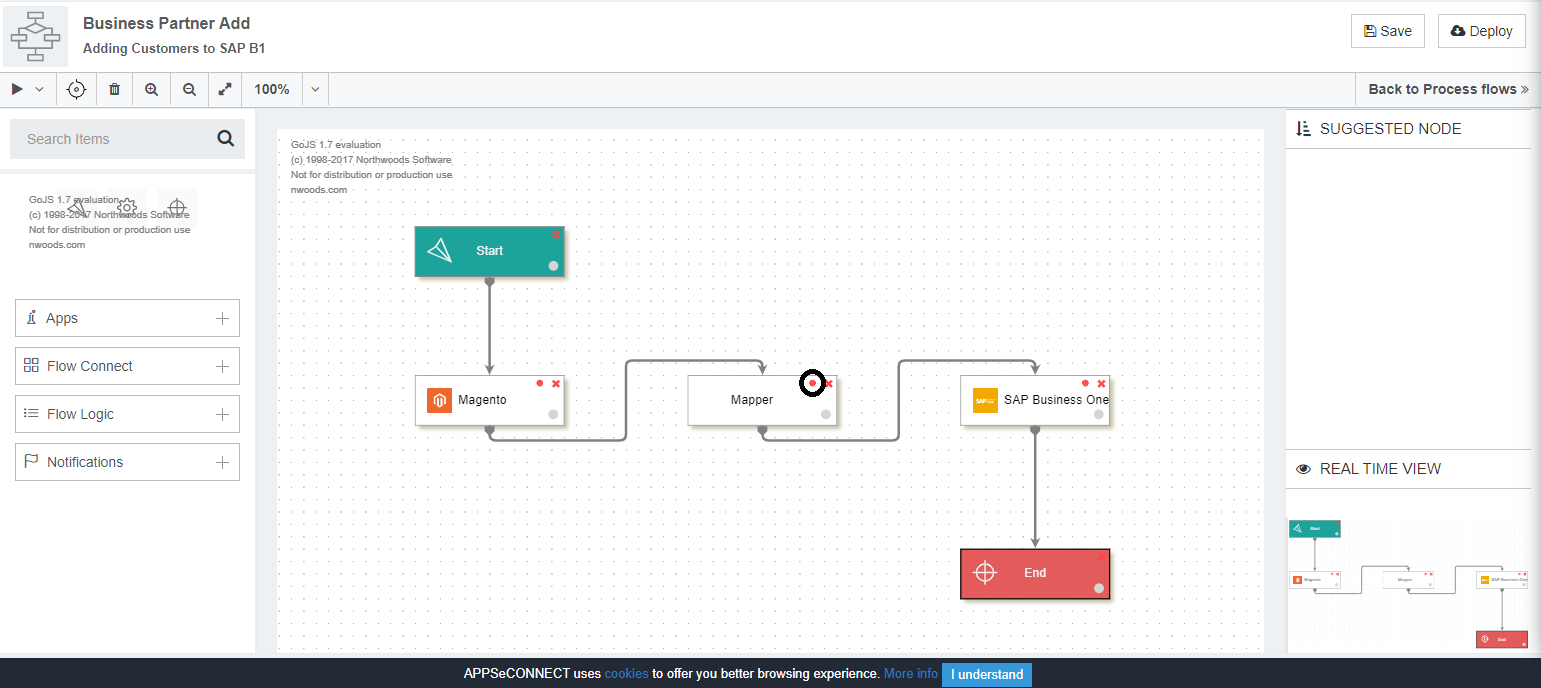 Business Partner Add
Adding Customers to SAP B1
Save
Deploy
100%
Back to Process flows »
Search Items
GoJS 1.7 evaluation
(c) 1998-2017 Northwoods Software
Not for distribution or production use
nwoods.com
Apps
Flow Connect
Flow Logic
Notifications
GoJS 1.7 evaluation
(c) 1998-2017 Northwoods Software
Not for distribution or production use
nwoods.com
Start
Magento
Mapper
SAP
SAP Business One
End
SUGGESTED NODE
REAL TIME VIEW
Start
Magento
Mapper
SAP Business One
End
APPSeCONNECT uses cookies to offer you better browsing experience. More info
I understand